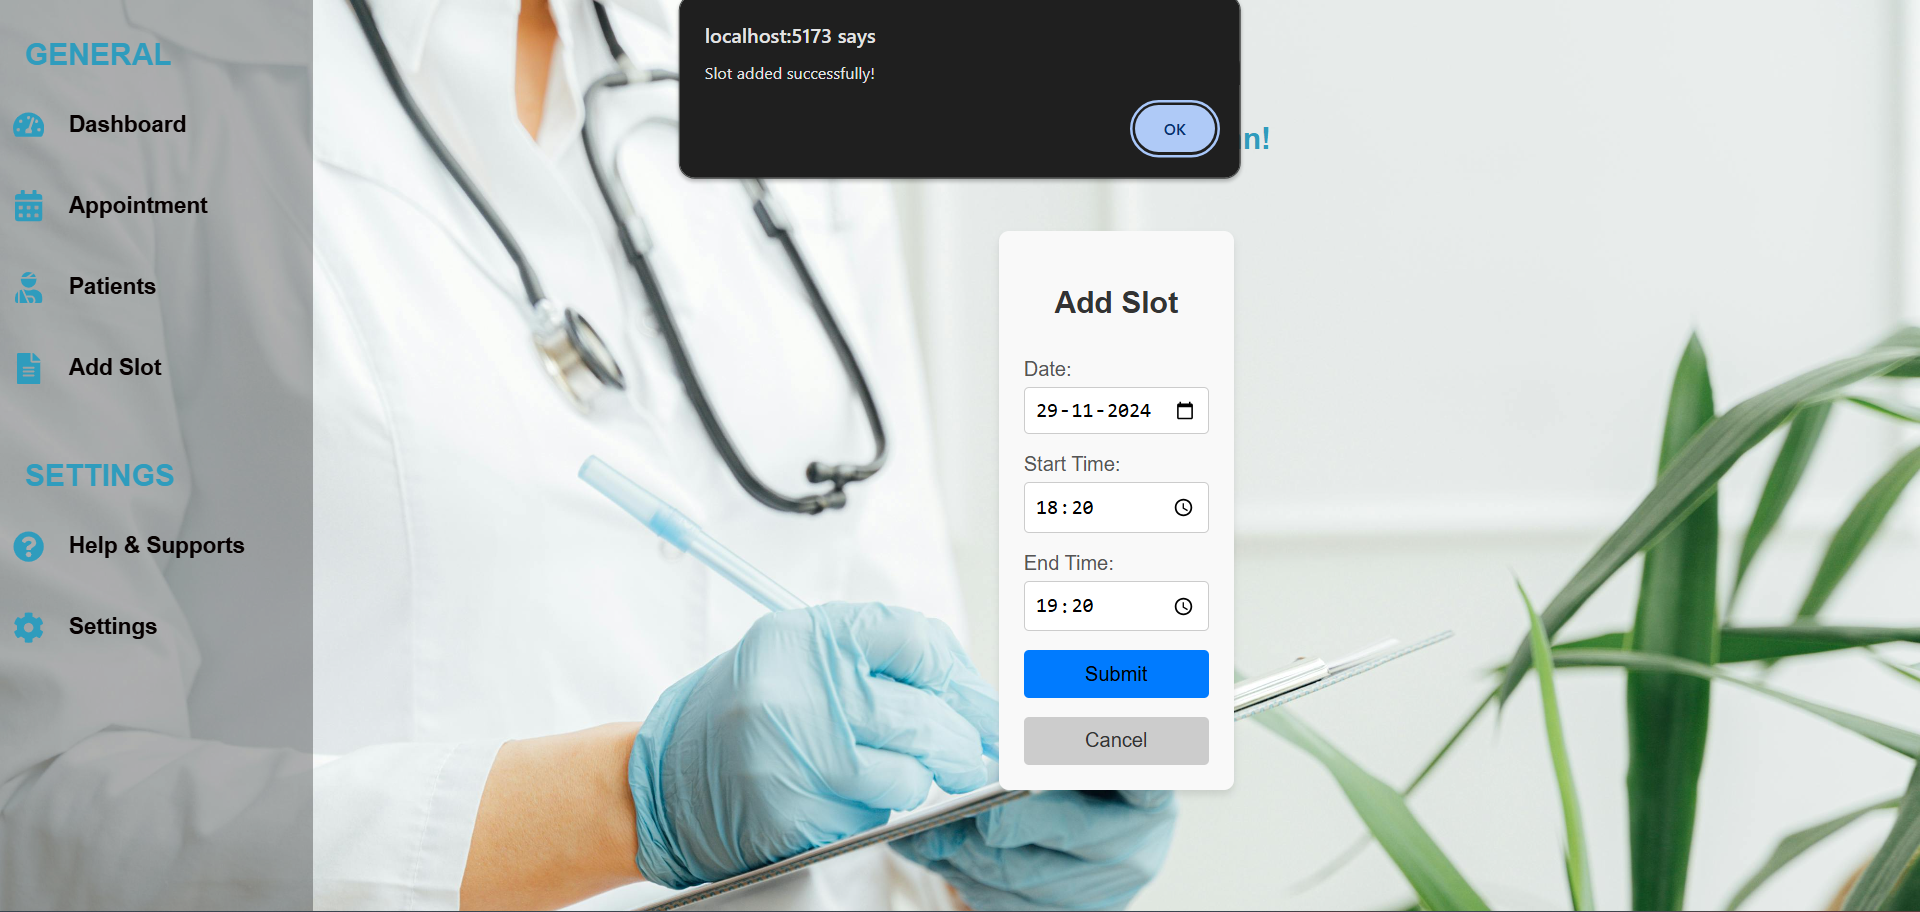 GENERAL
Dashboard
Appointment
Patients
Add Slot
SETTINGS
Help & Supports
Settings
localhost:5173 says
Slot added successfully!
OK
n!
Add Slot
Date:
29-11-2024
Start Time:
18:20
End Time:
19:20
Submit
Cancel